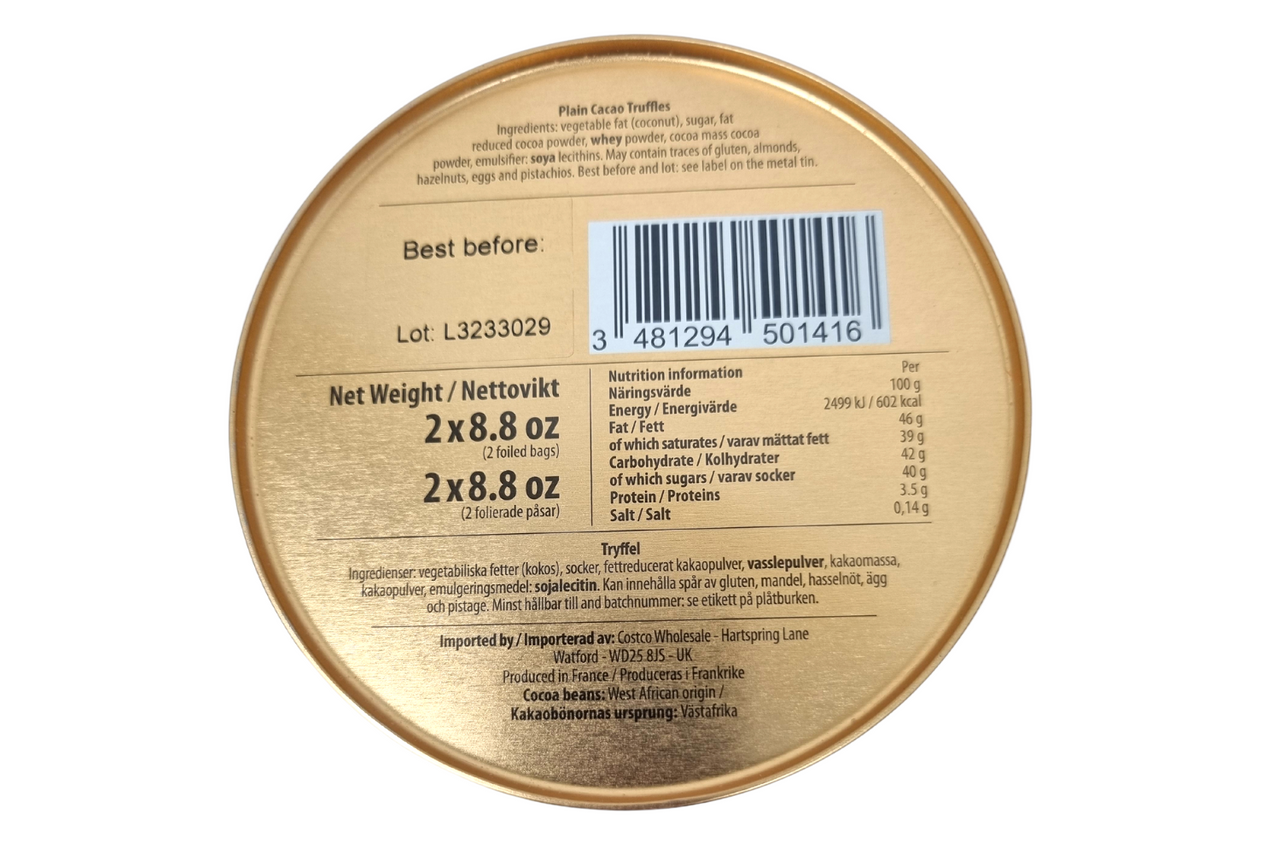 Plain Cacao Truffles
Ingredients: vegetable fat (coconut), sugar, fat
reduced cocoa powder, whey powder, cocoa mass cocoa
powder, emulsifier: soya lecithins. May contain traces of gluten, almonds,
hazelnuts, eggs and pistachios. Best before and lot: see label on the metal tin.
Best before:
Lot: L3233029
3 481294 501416
Net Weight / Nettovikt
2 x 8.8 oz
(2 foiled bags)
2 x 8.8 oz
(2 folierade påsar)
Nutrition information Per
Näringsvärde 100 g
Energy / Energivärde 2499 kJ / 602 kcal
Fat / Fett 46 g
of which saturates / varav mättat fett 39 g
Carbohydrate / Kolhydrater 42 g
of which sugars / varav socker 40 g
Protein / Proteins 3.5 g
Salt / Salt 0,14 g
Tryffel
Ingredienser: vegetabiliska fetter (kokos), socker, fettreducerat kakaopulver, vasslepulver, kakaomassa,
kakaopulver, emulgeringsmedel: sojalecitin. Kan innehålla spår av gluten, mandel, hasselnöt, ägg
och pistage. Minst hållbar till and batchnummer: se etikett på plåtburken.
Imported by / Importerad av: Costco Wholesale - Hartspring Lane
Watford - WD25 8JS - UK
Produced in France / Produceras i Frankrike
Cocoa beans: West African origin /
Kakaobönornas ursprung: Västafrika